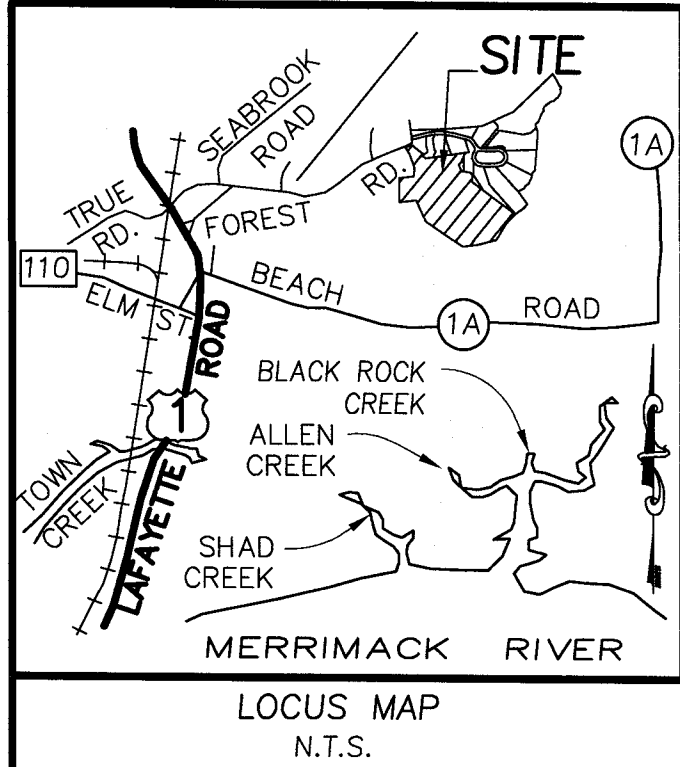 SITE
SEABROOK
ROAD
1A
TRUE
RD.
FOREST
RD.
110
BEACH
ROAD
1A
ELM ST
ROAD
BLACK ROCK
CREEK
1
ALLEN
CREEK
TOWN
CREEK
LAFAYETTE
SHAD
CREEK
MERRIMACK RIVER
LOCUS MAP
N.T.S.